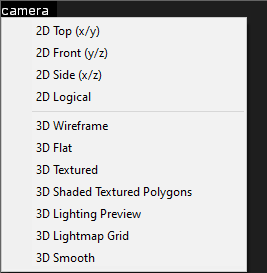 camera
2D Top (x/y)
2D Front (y/z)
2D Side (x/z)
2D Logical
3D Wireframe
3D Flat
3D Textured
3D Shaded Textured Polygons
3D Lighting Preview
3D Lightmap Grid
3D Smooth